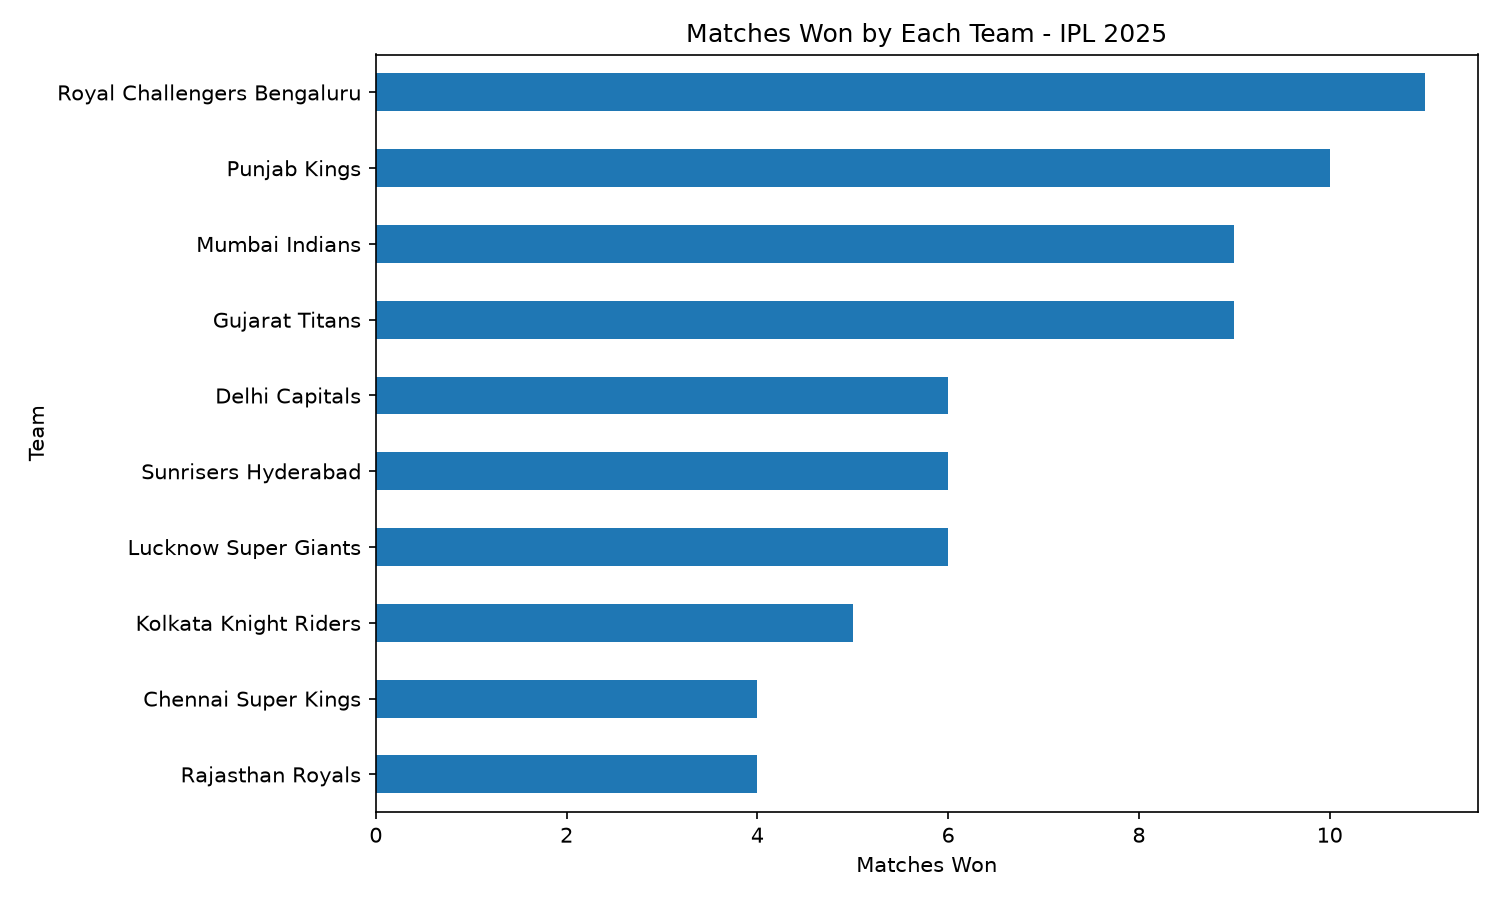 Matches Won by Each Team - IPL 2025
Royal Challengers Bengaluru
Punjab Kings
Mumbai Indians
Gujarat Titans
Delhi Capitals
Sunrisers Hyderabad
Lucknow Super Giants
Kolkata Knight Riders
Chennai Super Kings
Rajasthan Royals
Team
0 2 4 6 8 10
Matches Won